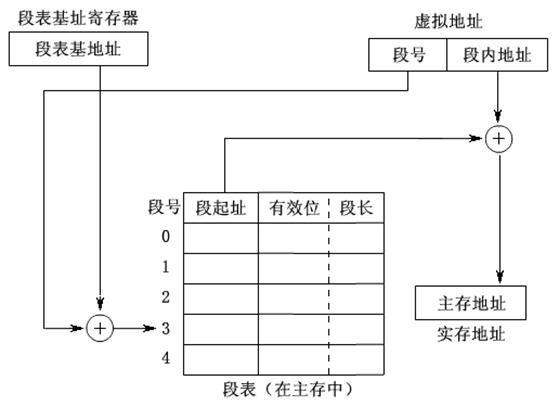 段表基址寄存器
段表基地址
虚拟地址
段号 段内地址
+
段号 段起址 有效位 段长
0
1
2
3
4
+
主存地址
实存地址
段表（在主存中）